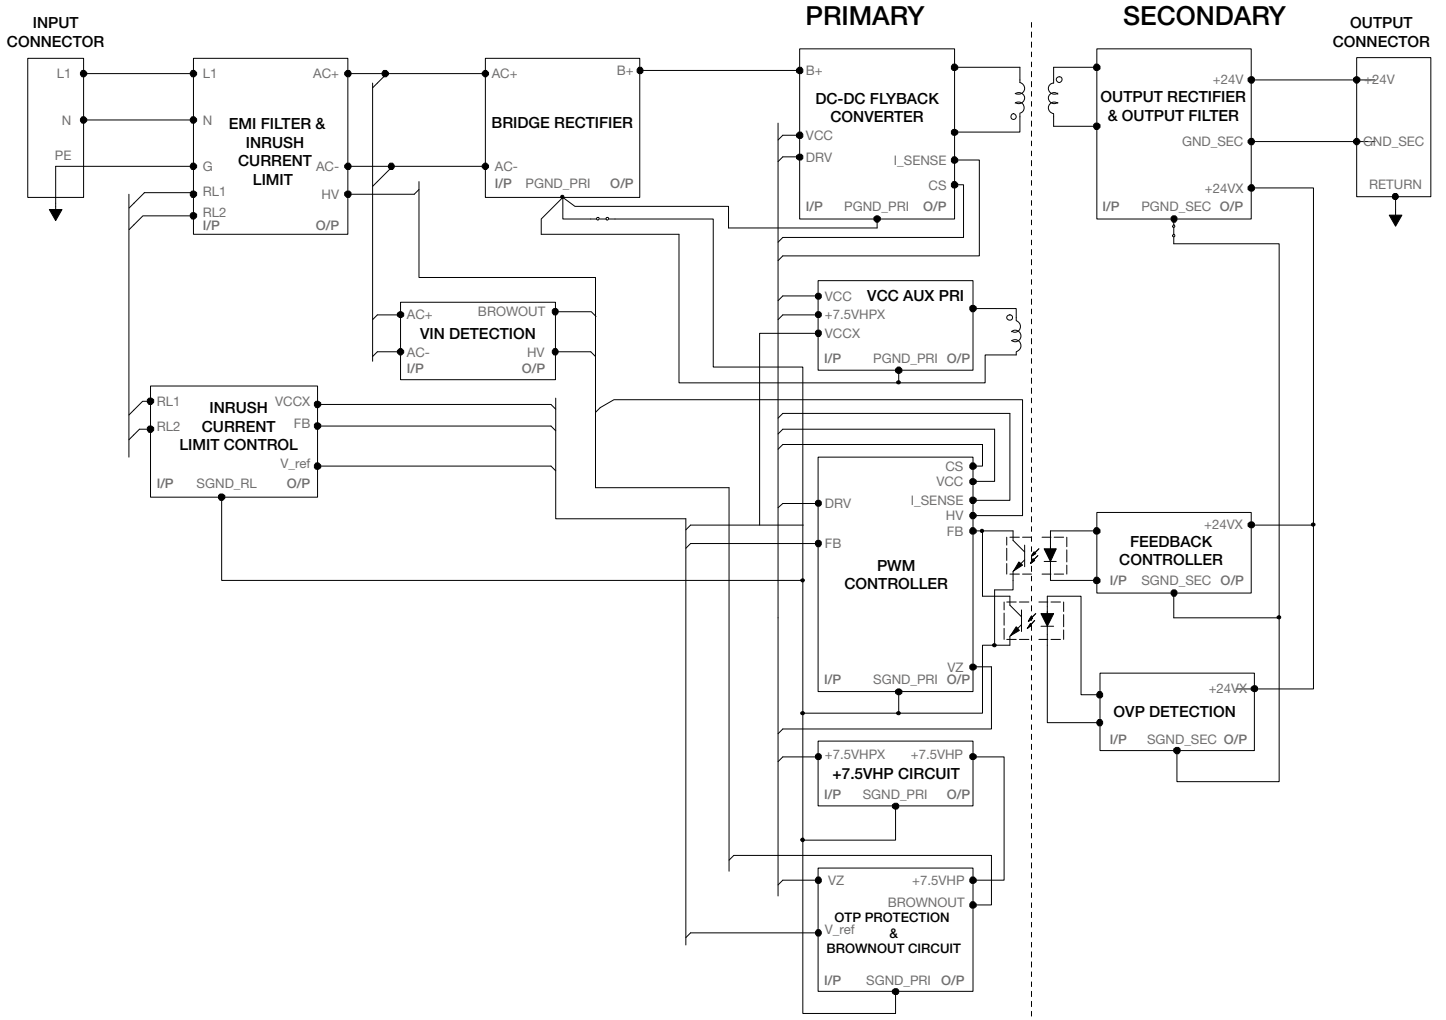 PRIMARY
SECONDARY
INPUT
CONNECTOR
L1
N
PE
L1
N
G
RL1
RL2
I/P
EMI FILTER &
INRUSH
CURRENT
LIMIT
AC+
AC-
HV
O/P
AC+
AC-
I/P
BRIDGE RECTIFIER
PGND_PRI
B+
O/P
B+
DC-DC FLYBACK
CONVERTER
VCC
DRV
I_SENSE
CS
I/P
PGND_PRI
O/P
OUTPUT RECTIFIER
& OUTPUT FILTER
+24V
GND_SEC
+24VX
I/P
PGND_SEC
O/P
OUTPUT
CONNECTOR
+24V
GND_SEC
RETURN
AC+
BROWOUT
VIN DETECTION
AC-
HV
I/P
O/P
VCC
VCC AUX PRI
+7.5VHPX
VCCX
I/P
PGND_PRI
O/P
RL1
RL2
INRUSH
CURRENT
LIMIT CONTROL
VCCX
FB
V_ref
I/P
SGND_RL
O/P
CS
VCC
I_SENSE
HV
FB
DRV
FB
PWM
CONTROLLER
VZ
I/P
SGND_PRI
O/P
+24VX
FEEDBACK
CONTROLLER
I/P
SGND_SEC
O/P
+24VX
OVP DETECTION
I/P
SGND_SEC
O/P
+7.5VHPX
+7.5VHP
+7.5VHP CIRCUIT
I/P
SGND_PRI
O/P
VZ
+7.5VHP
BROWNOUT
OTP PROTECTION
&
BROWNOUT CIRCUIT
V_ref
I/P
SGND_PRI
O/P